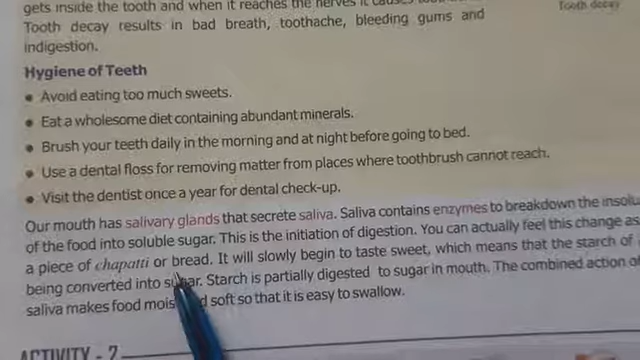 gets inside the tooth and when it reaches the nerves it causes
Tooth decay results in bad breath, toothache, bleeding gums and
indigestion.
Tooth decay
Hygiene of Teeth
• Avoid eating too much sweets.
• Eat a wholesome diet containing abundant minerals.
• Brush your teeth daily in the morning and at night before going to bed.
• Use a dental floss for removing matter from places where toothbrush cannot reach.
• Visit the dentist once a year for dental check-up.
Our mouth has salivary glands that secrete saliva. Saliva contains enzymes to breakdown the
of the food into soluble sugar. This is the initiation of digestion. You can actually feel this change as
a piece of chapatti or bread. It will slowly begin to taste sweet, which means that the starch of
being converted into sugar. Starch is partially digested to sugar in mouth. The combined action of
saliva makes food soft so that it is easy to swallow.
ACTIVITY - 2